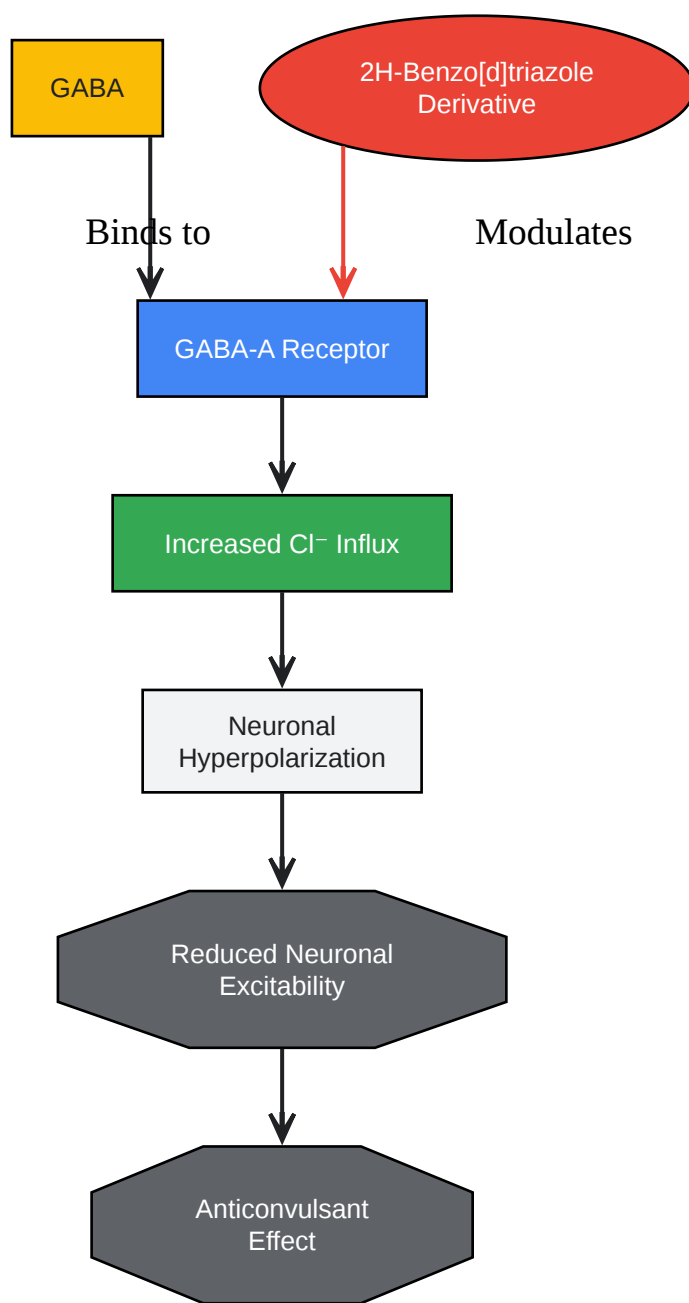 GABA
2H-Benzo[d]triazole
Derivative
Binds to
Modulates
GABA-A Receptor
Increased Cl⁻ Influx
Neuronal
Hyperpolarization
Reduced Neuronal
Excitability
Anticonvulsant
Effect